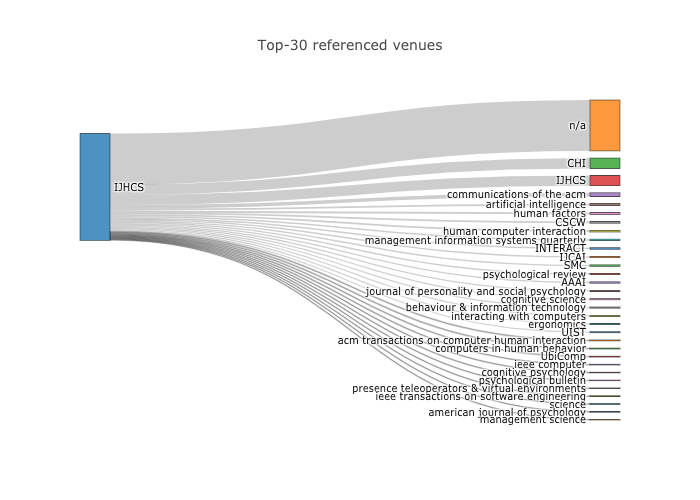 Top-30 referenced venues
IJHCS
n/a
CHI
IJHCS
communications of the acm
artificial intelligence
human factors
CSCW
human computer interaction
management information systems quarterly
INTERACT
IJCAI
SMC
psychological review
AAAI
journal of personality and social psychology
cognitive science
behaviour & information technology
interacting with computers
ergonomics
UIST
acm transactions on computer human interaction
computers in human behavior
UbiComp
ieee computer
cognitive psychology
psychological bulletin
presence teleoperators & virtual environments
ieee transactions on software engineering
science
american journal of psychology
management science